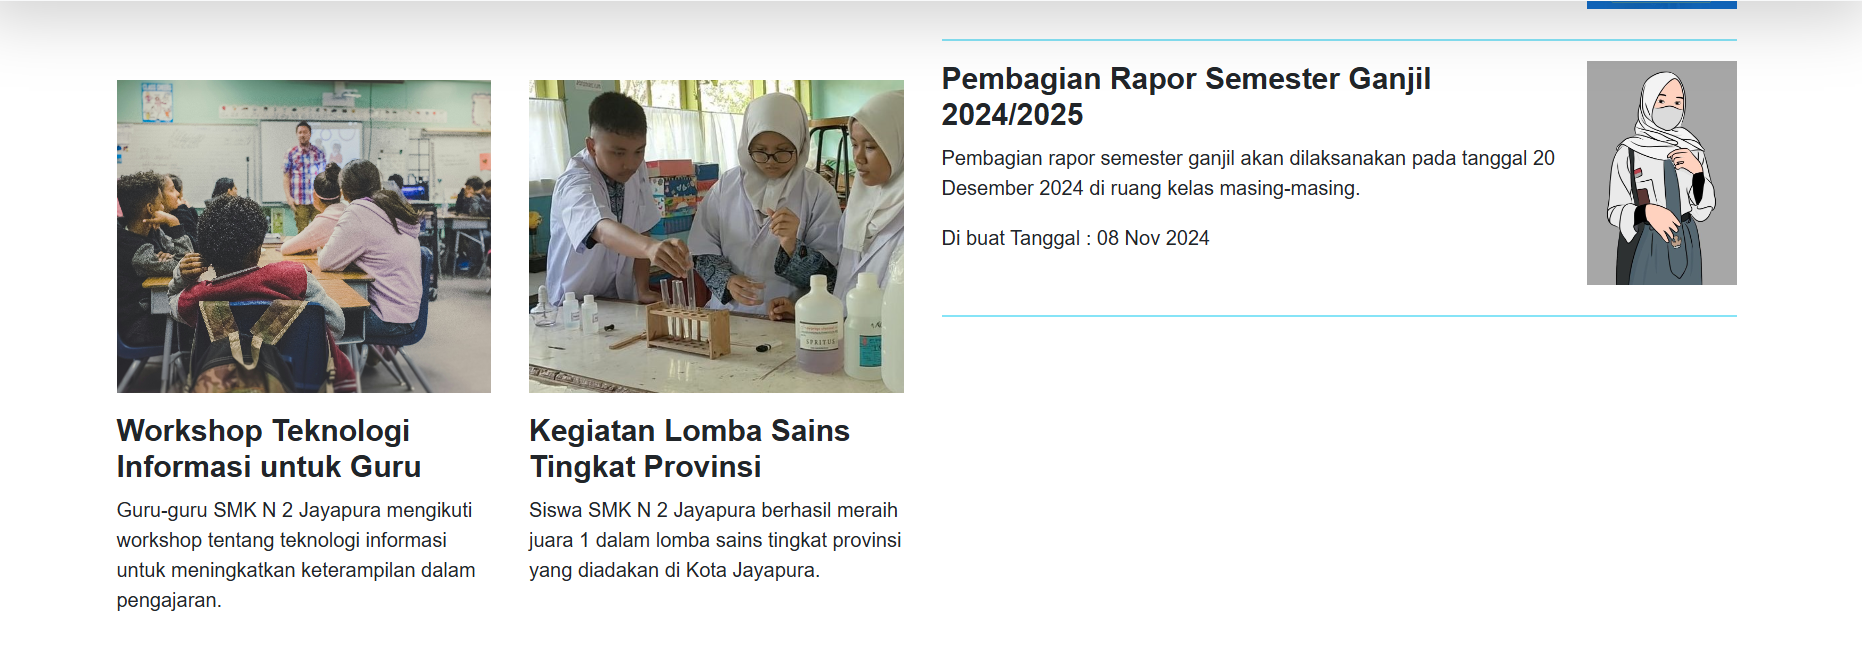 Workshop Teknologi
Informasi untuk Guru
Guru-guru SMK N 2 Jayapura mengikuti
workshop tentang teknologi informasi
untuk meningkatkan keterampilan dalam
pengajaran.
SPRITUS
Kegiatan Lomba Sains
Tingkat Provinsi
Siswa SMK N 2 Jayapura berhasil meraih
juara 1 dalam lomba sains tingkat provinsi
yang diadakan di Kota Jayapura.
Pembagian Rapor Semester Ganjil
2024/2025
Pembagian rapor semester ganjil akan dilaksanakan pada tanggal 20
Desember 2024 di ruang kelas masing-masing.
Di buat Tanggal : 08 Nov 2024